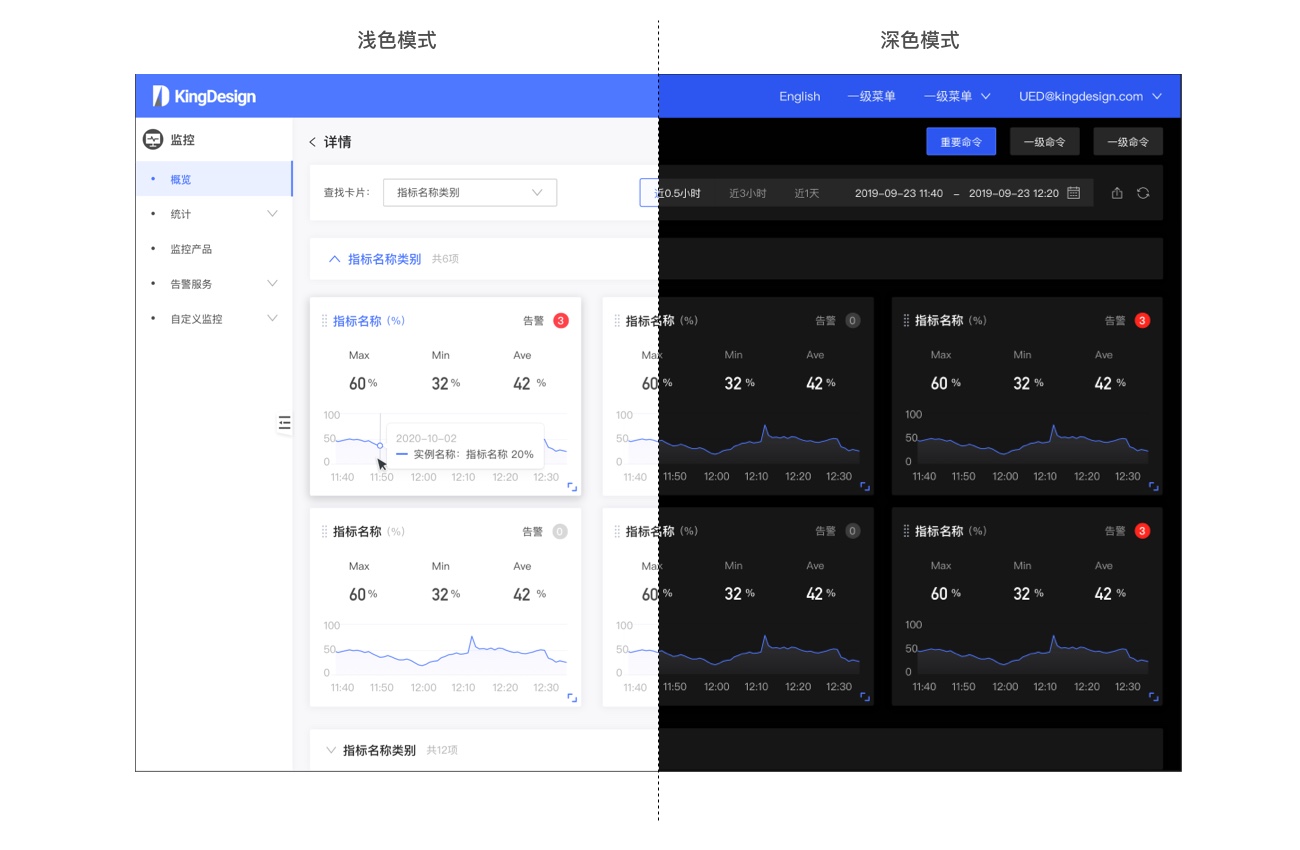 浅色模式
深色模式
KingDesign
English
一级菜单
一级菜单
UED@kingdesign.com
监控
概览
统计
监控产品
告警服务
自定义监控
详情
重要命令
一级命令
一级命令
查找卡片：
指标名称类别
近0.5小时
近3小时
近1天
2019-09-23 11:40 – 2019-09-23 12:20
指标名称类别 共6项
指标名称（%） 告警 3
Max Min Ave
60 % 32 % 42 %
100
50
0
2020-10-02
实例名称：指标名称 20%
11:40 11:50 12:00 12:10 12:20 12:30
指标名称（%） 告警 0
Max Min Ave
60 % 32 % 42 %
100
50
0
11:40 11:50 12:00 12:10 12:20 12:30
指标名称（%） 告警 3
Max Min Ave
60 % 32 % 42 %
100
50
0
11:40 11:50 12:00 12:10 12:20 12:30
指标名称（%） 告警 0
Max Min Ave
60 % 32 % 42 %
100
50
0
11:40 11:50 12:00 12:10 12:20 12:30
指标名称（%） 告警 0
Max Min Ave
60 % 32 % 42 %
100
50
0
11:40 11:50 12:00 12:10 12:20 12:30
指标名称（%） 告警 3
Max Min Ave
60 % 32 % 42 %
100
50
0
11:40 11:50 12:00 12:10 12:20 12:30
指标名称类别 共12项